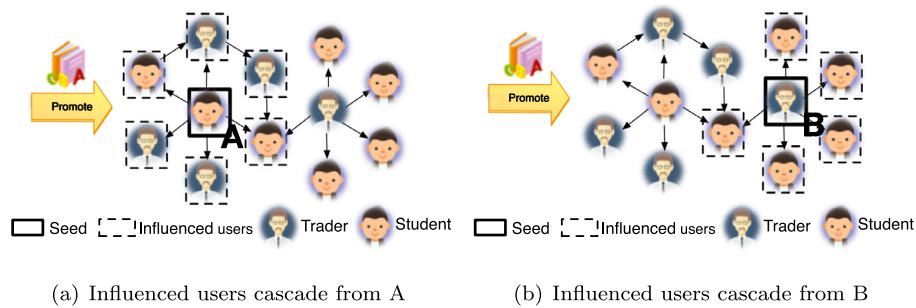 Promote
A
Seed Influenced users Trader Student
(a) Influenced users cascade from A
Promote
B
Seed Influenced users Trader Student
(b) Influenced users cascade from B